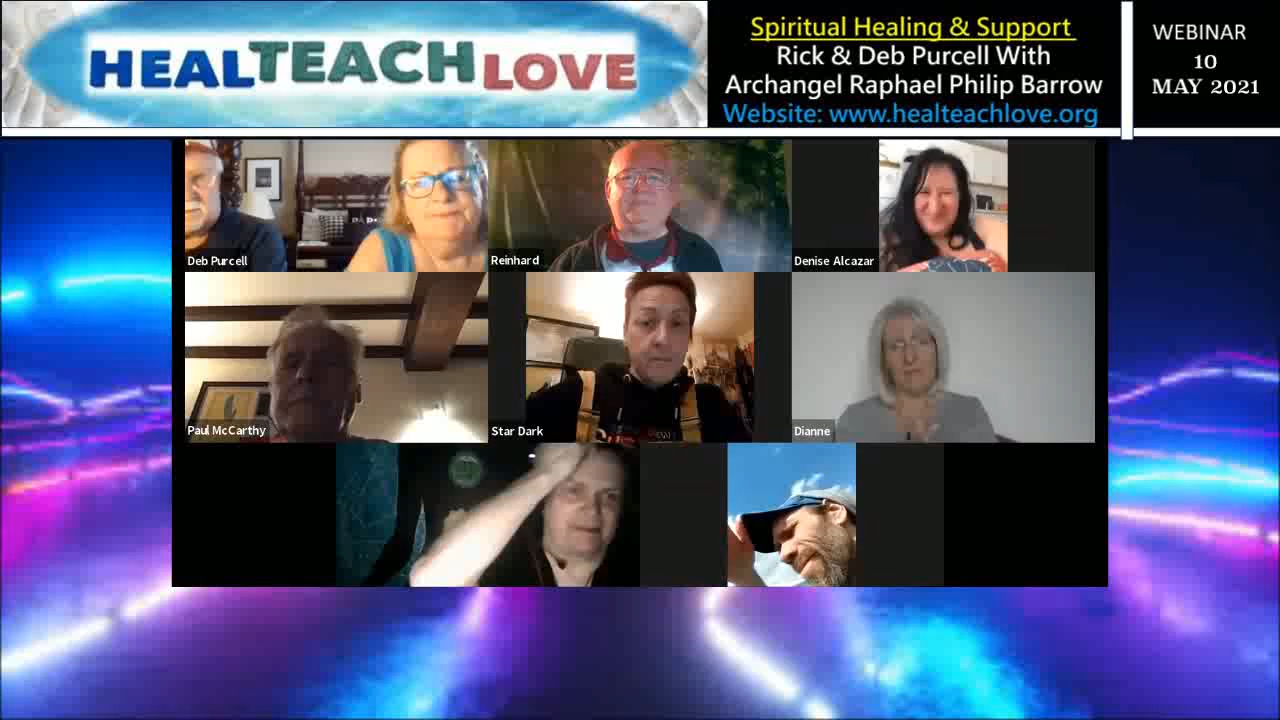 HEALTEACHLOVE
Spiritual Healing & Support
Rick & Deb Purcell With
Archangel Raphael Philip Barrow
Website: www.healteachlove.org
WEBINAR
10
MAY 2021
Deb Purcell
Reinhard
Denise Alcazar
Paul McCarthy
Star Dark
Dianne